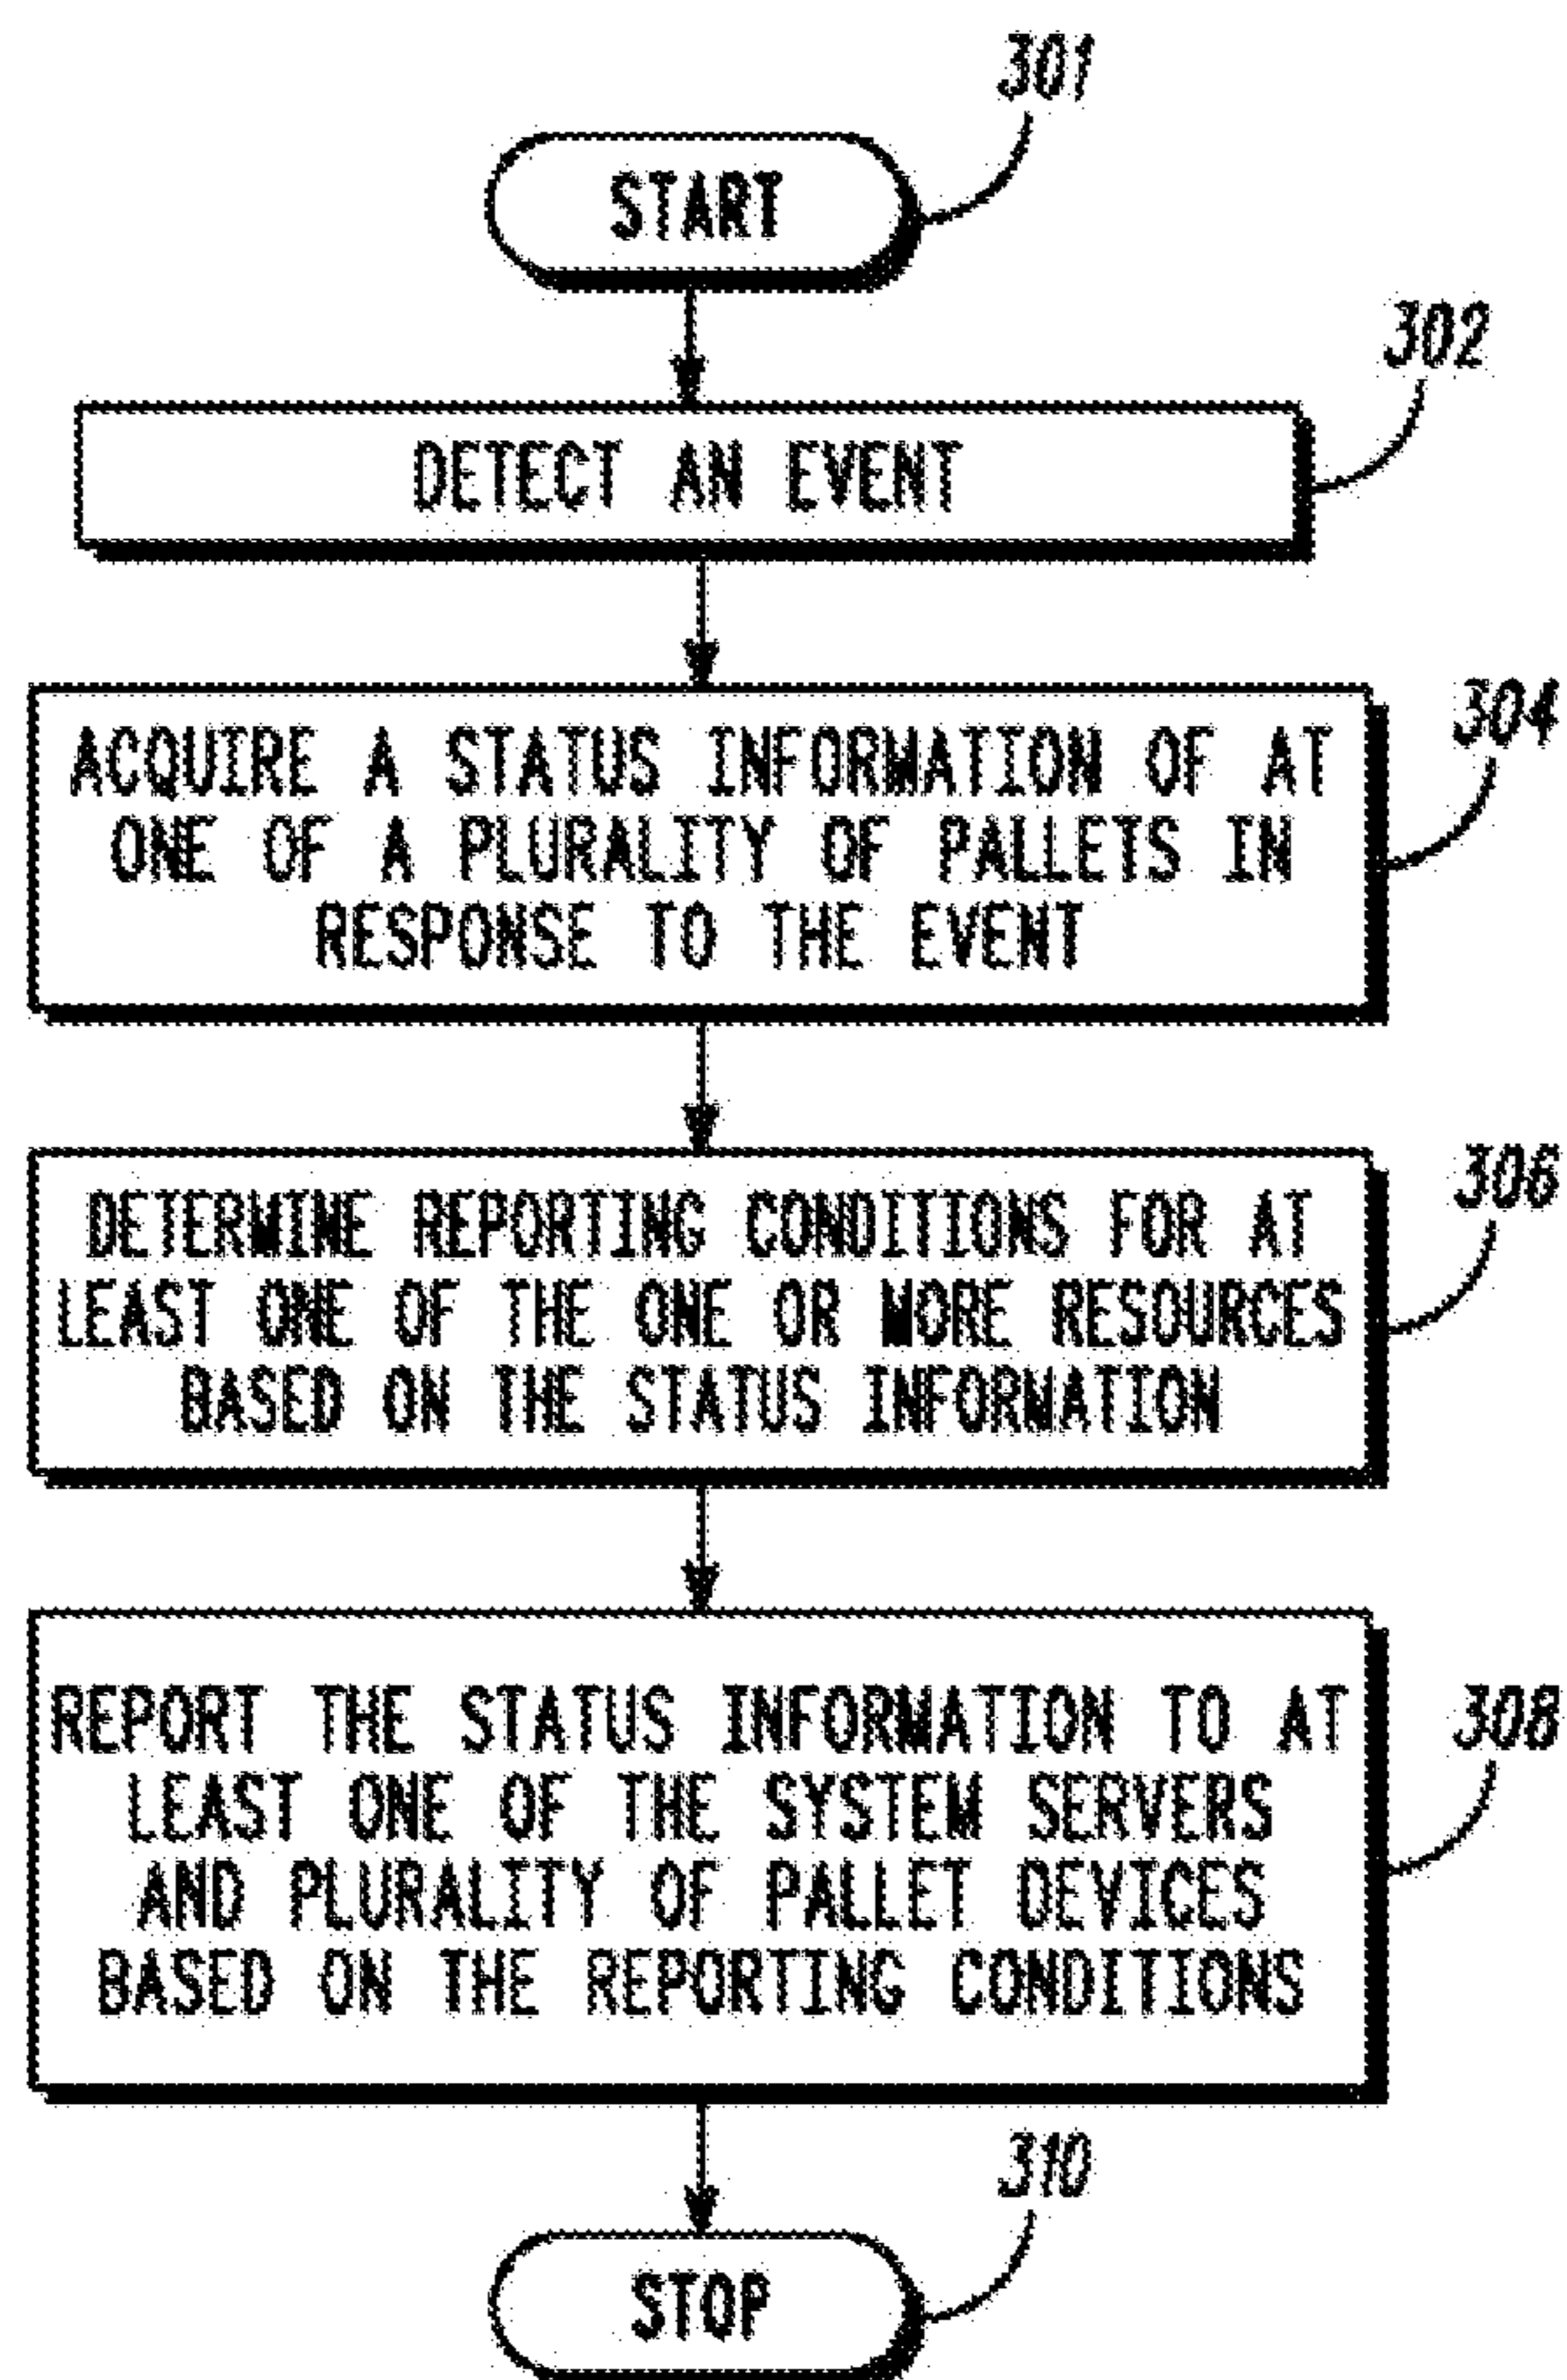 301
START
302
DETECT AN EVENT
304
ACQUIRE A STATUS INFORMATION OF AT
ONE OF A PLURALITY OF PALLETS IN
RESPONSE TO THE EVENT
306
DETERMINE REPORTING CONDITIONS FOR AT
LEAST ONE OF THE ONE OR MORE RESOURCES
BASED ON THE STATUS INFORMATION
308
REPORT THE STATUS INFORMATION TO AT
LEAST ONE OF THE SYSTEM SERVERS
AND PLURALITY OF PALLET DEVICES
BASED ON THE REPORTING CONDITIONS
310
STOP